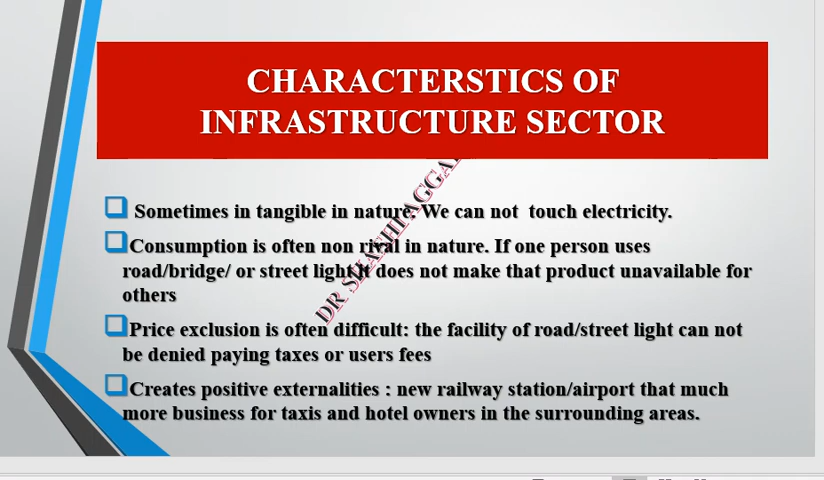 CHARACTERSTICS OF
INFRASTRUCTURE SECTOR
Sometimes in tangible in nature. We can not touch electricity.
Consumption is often non rival in nature. If one person uses
road/bridge/ or street light it does not make that product unavailable for
others
Price exclusion is often difficult: the facility of road/street light can not
be denied paying taxes or users fees
Creates positive externalities : new railway station/airport that much
more business for taxis and hotel owners in the surrounding areas.
DR SHASHI AGGA